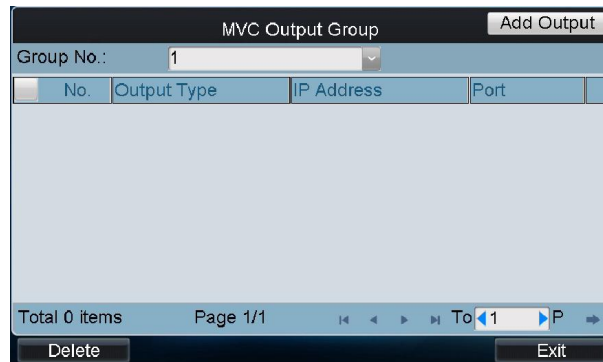 MVC Output Group Add Output
Group No.: 1
No. Output Type IP Address Port
Total 0 items Page 1/1 To 1 P
Delete Exit